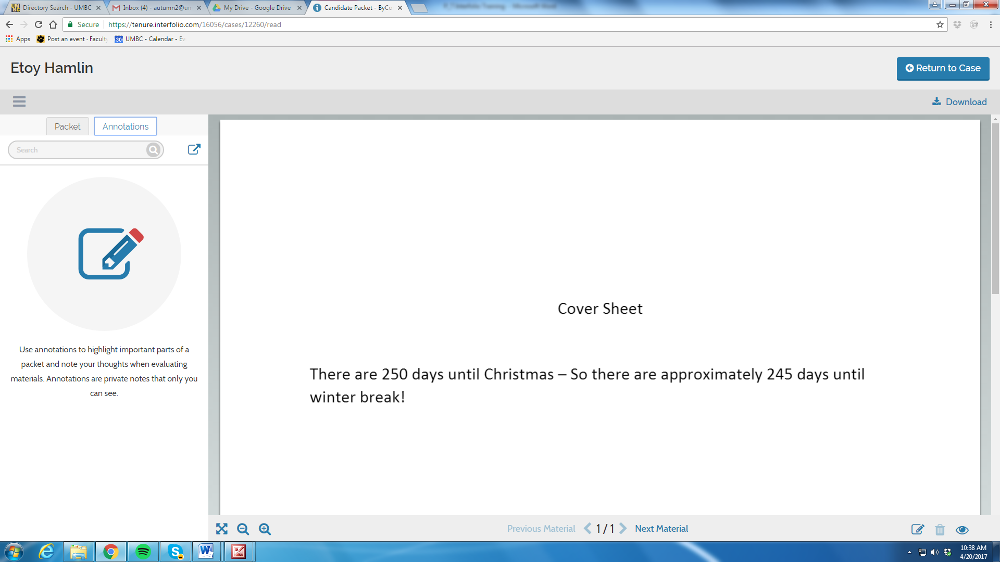 Directory Search - UMBC
Inbox (4) - autumn2@um
My Drive - Google Drive
Candidate Packet - ByCo
Secure
https://tenure.interfolio.com/16056/cases/12260/read
Apps
Post an event · Faculty
30
UMBC - Calendar - Ev
Etoy Hamlin
Return to Case
Download
Packet
Annotations
Search
Use annotations to highlight important parts of a
packet and note your thoughts when evaluating
materials. Annotations are private notes that only you
can see.
Cover Sheet
There are 250 days until Christmas – So there are approximately 245 days until
winter break!
Previous Material
1 / 1
Next Material
4
10:38 AM
4/20/2017